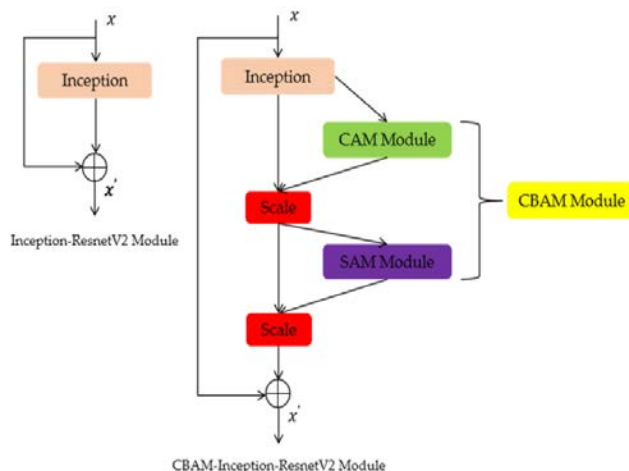 x
Inception
x'
Inception-ResnetV2 Module
x
Inception
CAM Module
Scale
CBAM Module
SAM Module
Scale
x'
CBAM-Inception-ResnetV2 Module